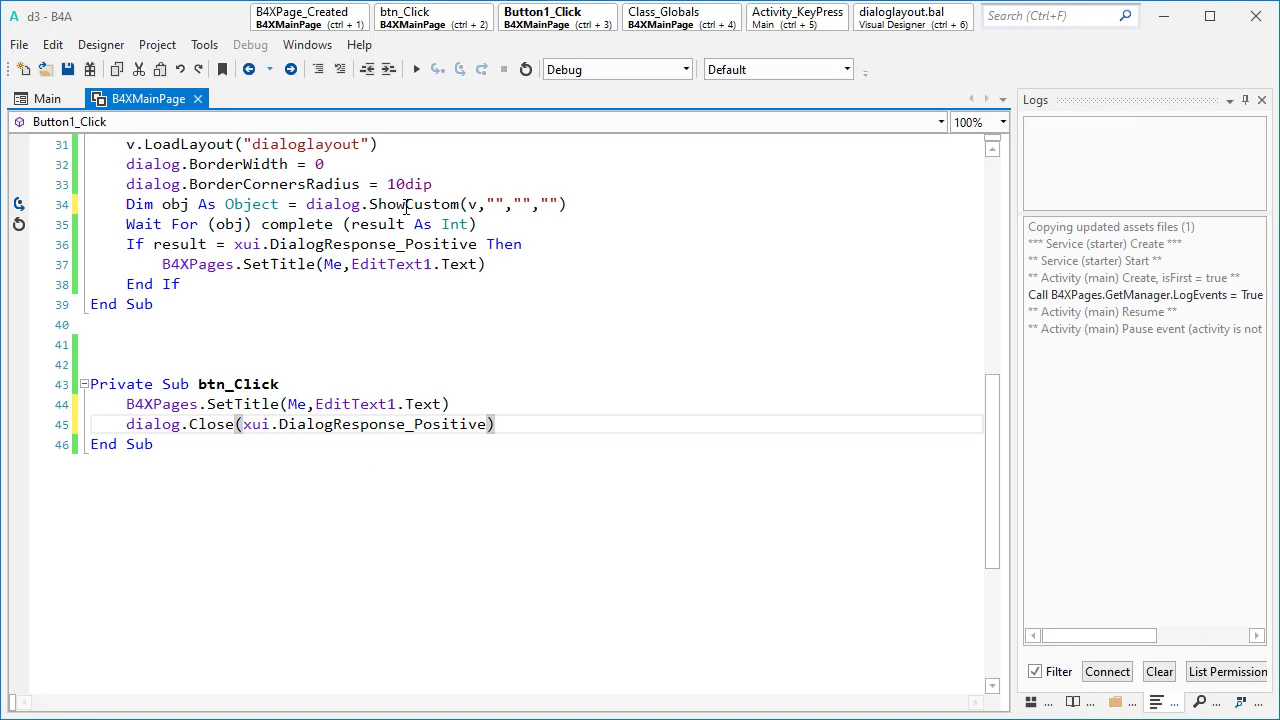 d3 - B4A
B4XPage_Created
B4XMainPage (ctrl + 1)
btn_Click
B4XMainPage (ctrl + 2)
Button1_Click
B4XMainPage (ctrl + 3)
Class_Globals
B4XMainPage (ctrl + 4)
Activity_KeyPress
Main (ctrl + 5)
dialoglayout.bal
Visual Designer (ctrl + 6)
Search (Ctrl+F)
File Edit Designer Project Tools Debug Windows Help
Debug
Default
Main
B4XMainPage
Logs
Button1_Click
100%
31 v.LoadLayout("dialoglayout")
32 dialog.BorderWidth = 0
33 dialog.BorderCornersRadius = 10dip
34 Dim obj As Object = dialog.ShowCustom(v,"","","")
35 Wait For (obj) complete (result As Int)
36 If result = xui.DialogResponse_Positive Then
37 B4XPages.SetTitle(Me,EditText1.Text)
38 End If
39 End Sub
40
41
42
43 Private Sub btn_Click
44 B4XPages.SetTitle(Me,EditText1.Text)
45 dialog.Close(xui.DialogResponse_Positive)
46 End Sub
Copying updated assets files (1)
*** Service (starter) Create ***
** Service (starter) Start **
** Activity (main) Create, isFirst = true **
Call B4XPages.GetManager.LogEvents = True
** Activity (main) Resume **
** Activity (main) Pause event (activity is not
Filter
Connect
Clear
List Permission
... ... ... ... ... ...